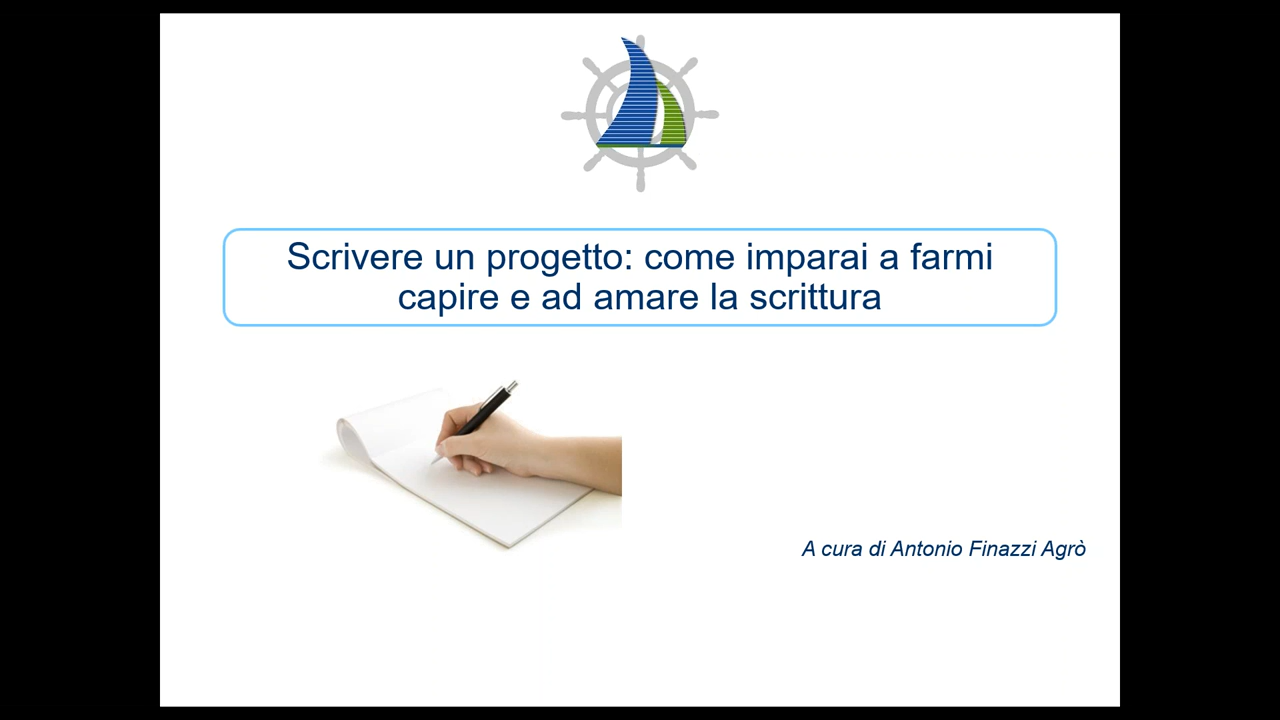 Scrivere un progetto: come imparai a farmi
capire e ad amare la scrittura
A cura di Antonio Finazzi Agrò